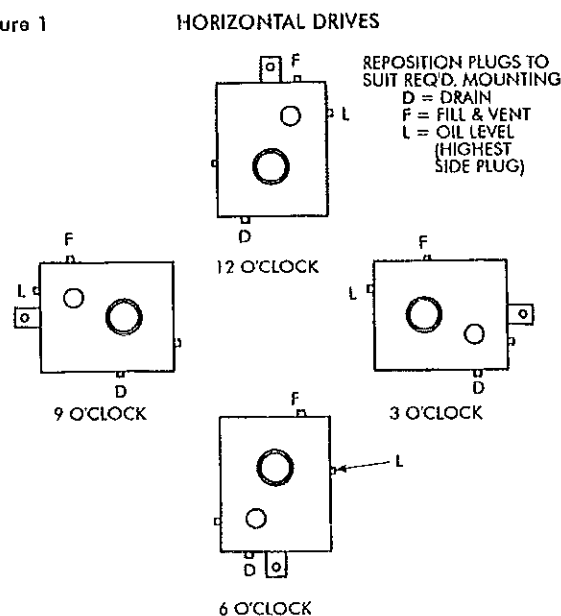 ure 1
HORIZONTAL DRIVES
REPOSITION PLUGS TO
SUIT REQ'D. MOUNTING
D = DRAIN
F = FILL & VENT
L = OIL LEVEL
(HIGHEST
SIDE PLUG)
F
L
D
12 O'CLOCK
F
L
D
9 O'CLOCK
F
L
D
3 O'CLOCK
F
L
D
6 O'CLOCK